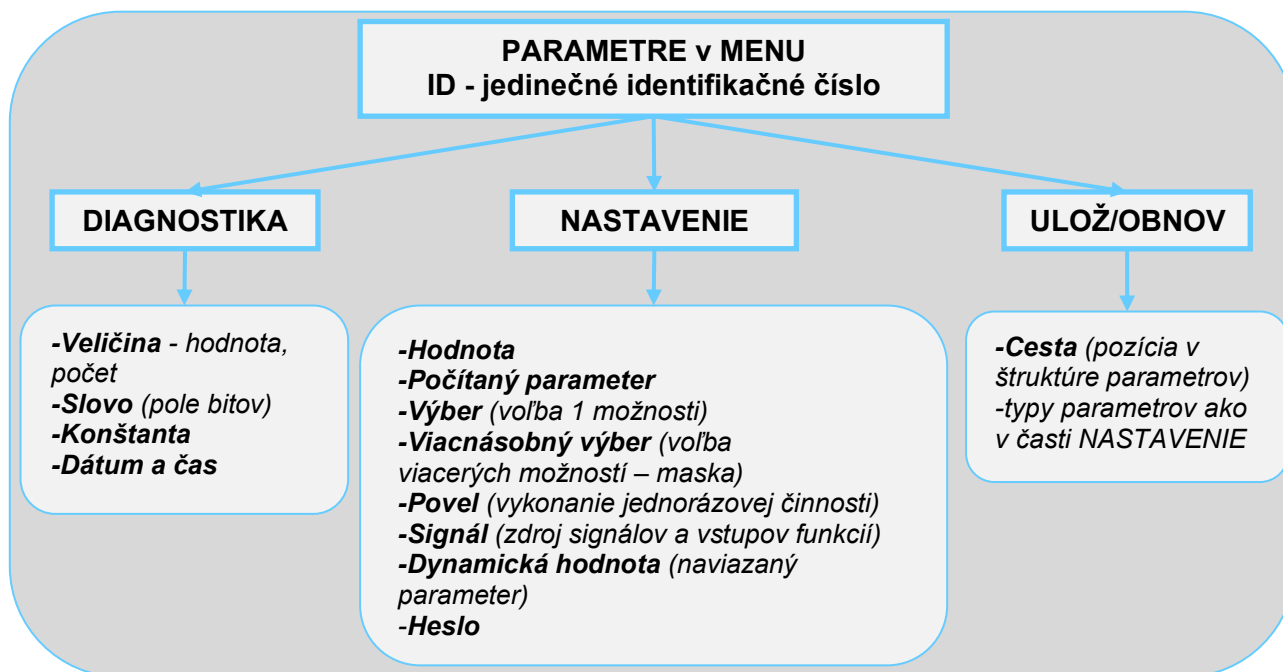 PARAMETRE v MENU
ID - jedinečné identifikačné číslo
DIAGNOSTIKA
NASTAVENIE
ULOŽ/OBNOV
-Veličina - hodnota,
počet
-Slovo (pole bitov)
-Konštanta
-Dátum a čas
-Hodnota
-Počítaný parameter
-Výber (voľba 1 možnosti)
-Viacnásobný výber (voľba
viacerých možností – maska)
-Povel (vykonanie jednorázovej činnosti)
-Signál (zdroj signálov a vstupov funkcií)
-Dynamická hodnota (naviazaný
parameter)
-Heslo
-Cesta (pozícia v
štruktúre parametrov)
-typy parametrov ako
v časti NASTAVENIE